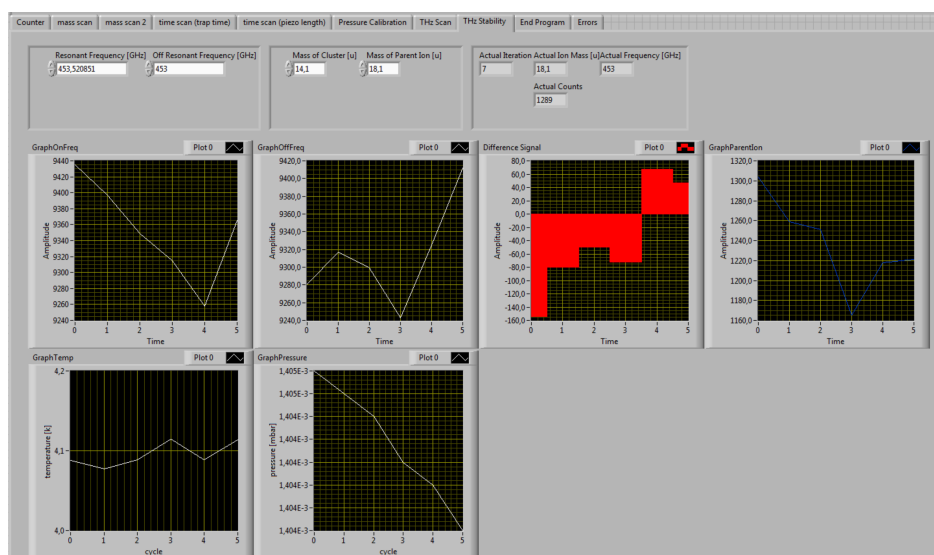 Counter mass scan mass scan 2 time scan (trap time) time scan (piezo length) Pressure Calibration THz Scan THz Stability End Program Errors
Resonant Frequency [GHz] Off Resonant Frequency [GHz]
453,520851 453
Mass of Cluster [u] Mass of Parent Ion [u]
14,1 18,1
Actual Iteration Actual Ion Mass [u] Actual Frequency [GHz]
7 18,1 453
Actual Counts
1289
GraphOnFreq Plot 0
9440
9420
9400
9380
9360
9340
9320
9300
9280
9260
9240
Amplitude
0 1 2 3 4 5
Time
GraphOffFreq Plot 0
9420,0
9400,0
9380,0
9360,0
9340,0
9320,0
9300,0
9280,0
9260,0
9240,0
Amplitude
0 1 2 3 4 5
Time
Difference Signal Plot 0
80,0
60,0
40,0
20,0
0,0
-20,0
-40,0
-60,0
-80,0
-100,0
-120,0
-140,0
-160,0
Amplitude
0 1 2 3 4 5
Time
GraphParentIon Plot 0
1320,0
1300,0
1280,0
1260,0
1240,0
1220,0
1200,0
1180,0
1160,0
Amplitude
0 1 2 3 4 5
Time
GraphTemp Plot 0
4,2
4,1
4,0
temperature [k]
0 1 2 3 4 5
cycle
GraphPressure Plot 0
1,405E-3
1,405E-3
1,404E-3
1,404E-3
1,404E-3
1,404E-3
1,404E-3
1,404E-3
pressure [mbar]
0 1 2 3 4 5
cycle